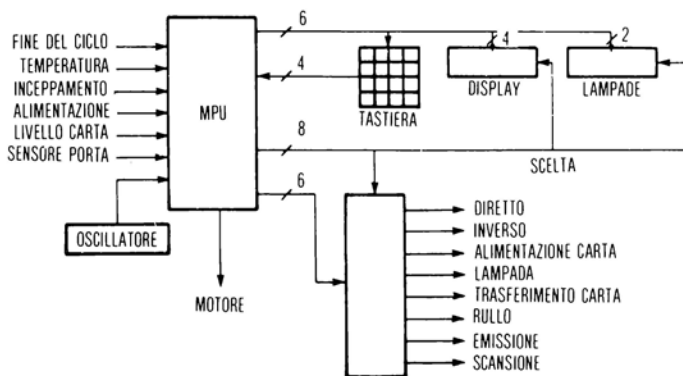 FINE DEL CICLO
TEMPERATURA
INCEPPAMENTO
ALIMENTAZIONE
LIVELLO CARTA
SENSORE PORTA
OSCILLATORE
MPU
MOTORE
6
4
8
6
TASTIERA
4
DISPLAY
2
LAMPADE
SCELTA
DIRETTO
INVERSO
ALIMENTAZIONE CARTA
LAMPADA
TRASFERIMENTO CARTA
RULLO
EMISSIONE
SCANSIONE